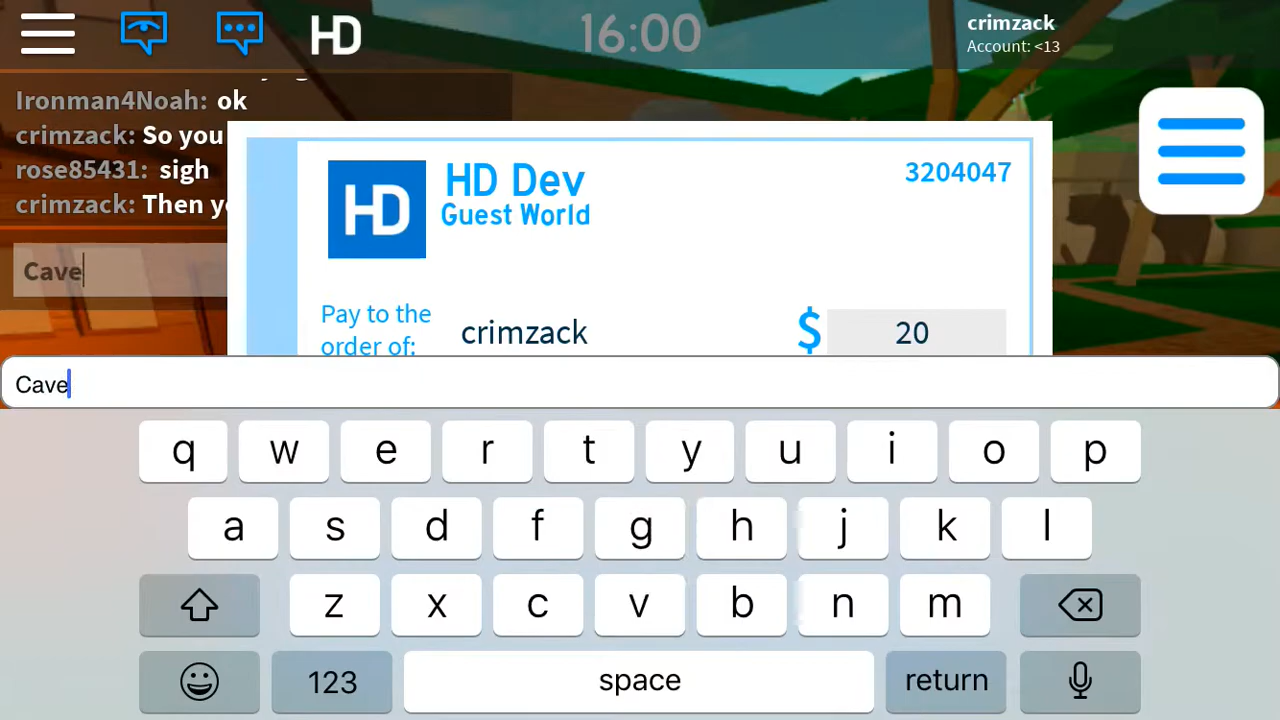 HD
16:00
crimzack
Account: <13
Ironman4Noah: ok
crimzack: So you
rose85431: sigh
crimzack: Then
Cave
HD
HD Dev
Guest World
3204047
Pay to the
order of:
crimzack
$ 20
Cave
q w e r t y u i o p
a s d f g h j k l
z x c v b n m
123 space return